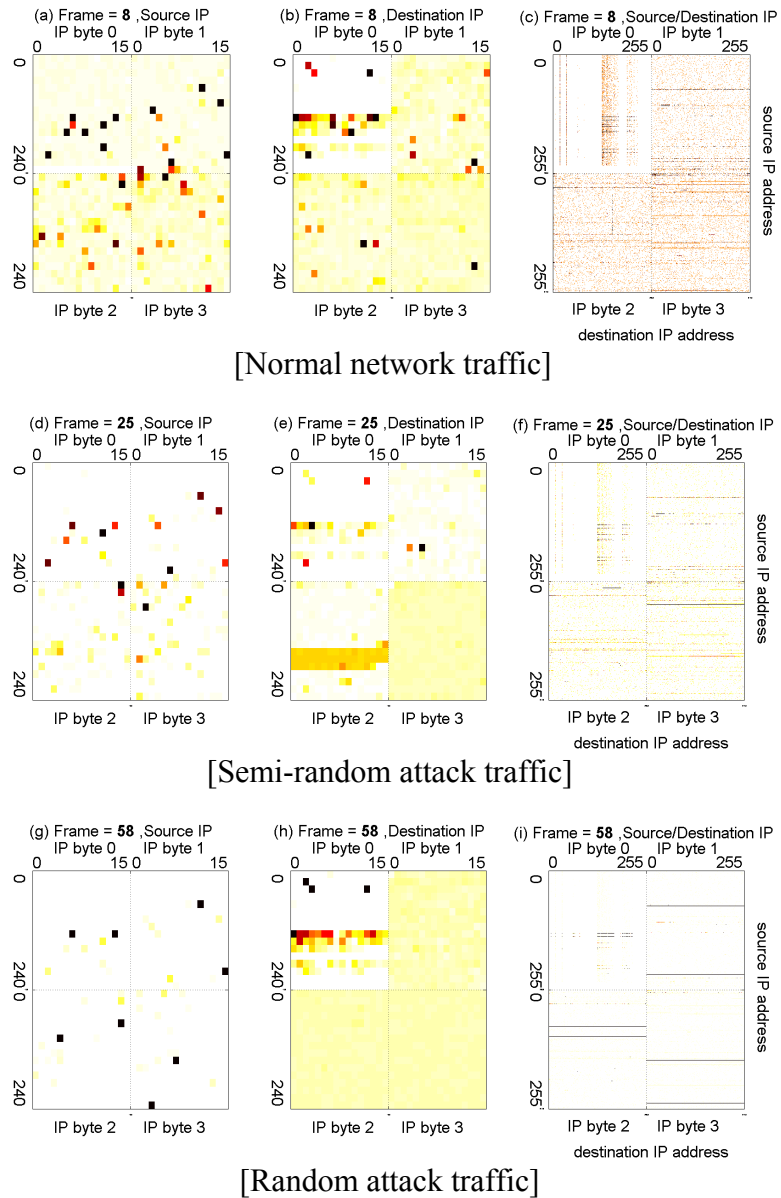 (a) Frame = 8 ,Source IP
IP byte 0 IP byte 1
0 15 0 15
0
240 0
240
IP byte 2 IP byte 3
(b) Frame = 8 ,Destination IP
IP byte 0 IP byte 1
0 15 0 15
0
240 0
240
IP byte 2 IP byte 3
(c) Frame = 8 ,Source/Destination IP
IP byte 0 IP byte 1
0 255 0 255
0
255 0
255
source IP address
IP byte 2 IP byte 3
destination IP address
[Normal network traffic]
(d) Frame = 25 ,Source IP
IP byte 0 IP byte 1
0 15 0 15
0
240 0
240
IP byte 2 IP byte 3
(e) Frame = 25 ,Destination IP
IP byte 0 IP byte 1
0 15 0 15
0
240 0
240
IP byte 2 IP byte 3
(f) Frame = 25 ,Source/Destination IP
IP byte 0 IP byte 1
0 255 0 255
0
255 0
255
source IP address
IP byte 2 IP byte 3
destination IP address
[Semi-random attack traffic]
(g) Frame = 58 ,Source IP
IP byte 0 IP byte 1
0 15 0 15
0
240 0
240
IP byte 2 IP byte 3
(h) Frame = 58 ,Destination IP
IP byte 0 IP byte 1
0 15 0 15
0
240 0
240
IP byte 2 IP byte 3
(i) Frame = 58 ,Source/Destination IP
IP byte 0 IP byte 1
0 255 0 255
0
255 0
255
source IP address
IP byte 2 IP byte 3
destination IP address
[Random attack traffic]